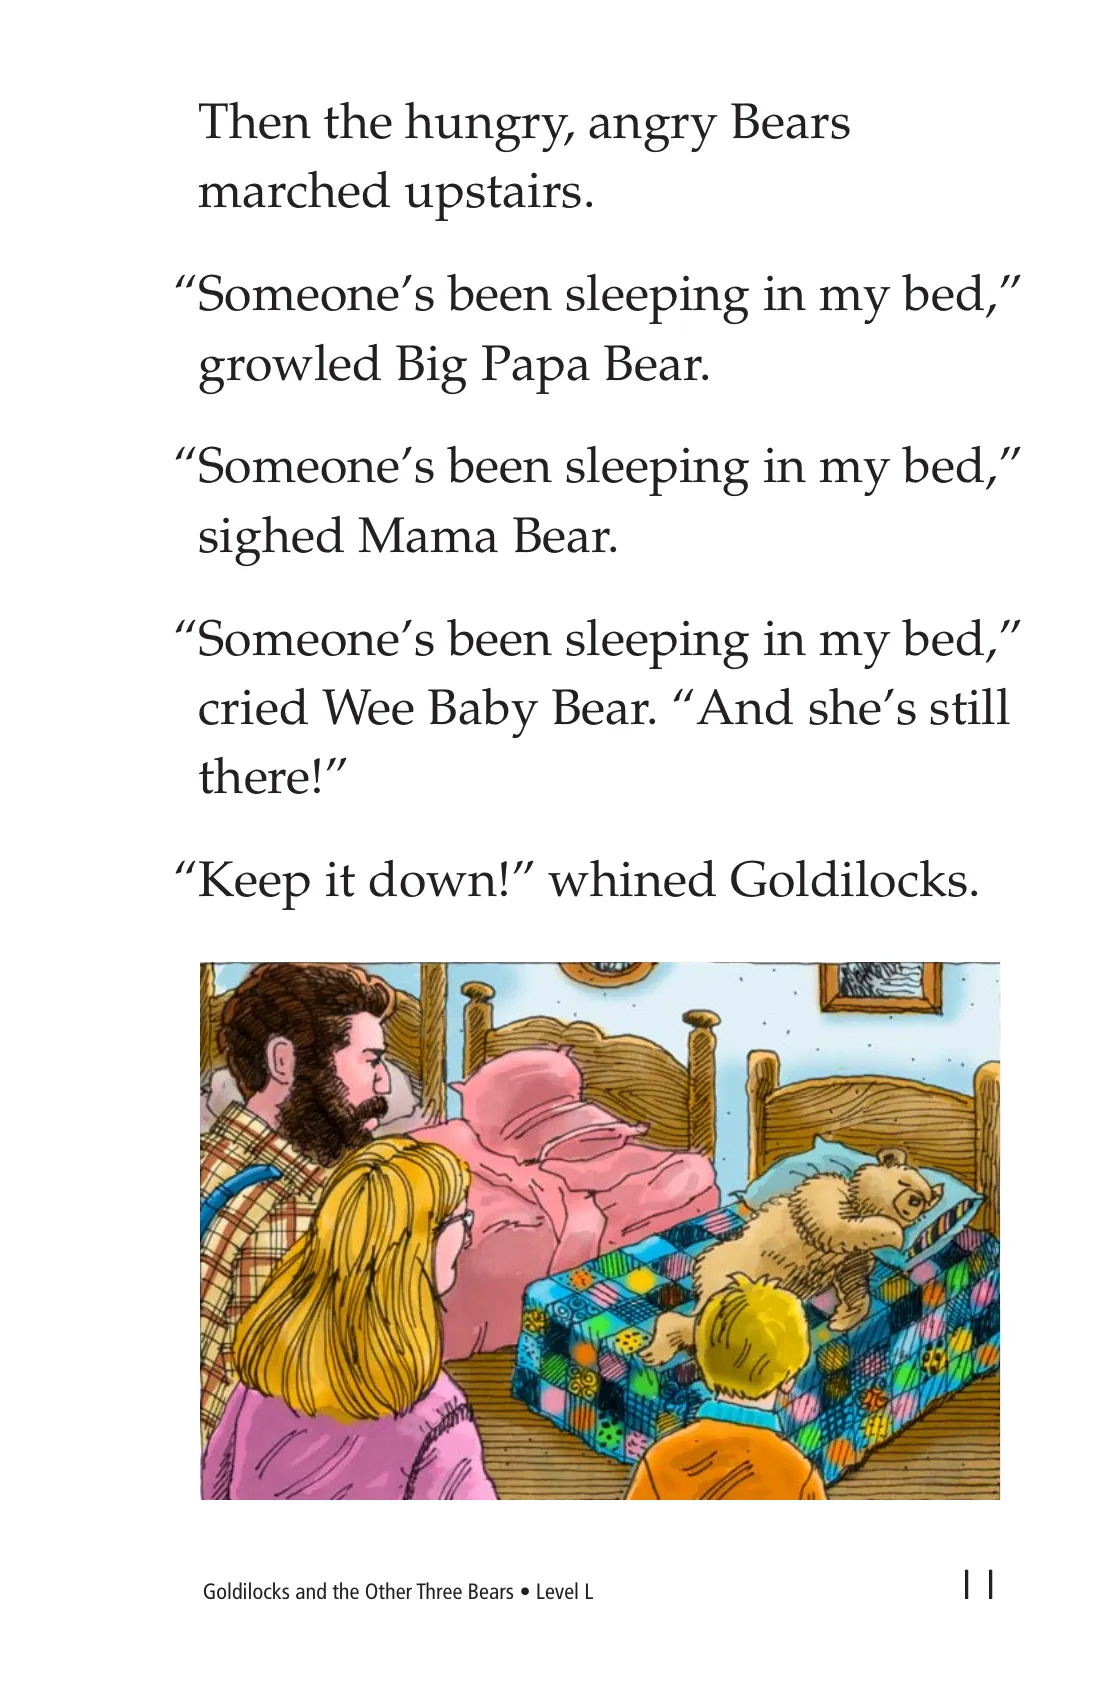 Then the hungry, angry Bears
marched upstairs.
“Someone’s been sleeping in my bed,”
growled Big Papa Bear.
“Someone’s been sleeping in my bed,”
sighed Mama Bear.
“Someone’s been sleeping in my bed,”
cried Wee Baby Bear. “And she’s still
there!”
“Keep it down!” whined Goldilocks.
Goldilocks and the Other Three Bears • Level L
11